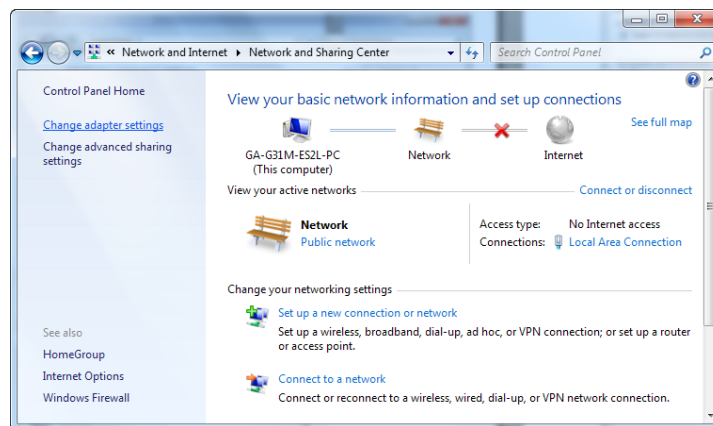 « Network and Internet ▸ Network and Sharing Center
Search Control Panel
Control Panel Home
Change adapter settings
Change advanced sharing
settings
See also
HomeGroup
Internet Options
Windows Firewall
View your basic network information and set up connections
See full map
GA-G31M-ES2L-PC
(This computer)
Network
Internet
View your active networks
Connect or disconnect
Network
Public network
Access type: No Internet access
Connections: Local Area Connection
Change your networking settings
Set up a new connection or network
Set up a wireless, broadband, dial-up, ad hoc, or VPN connection; or set up a router
or access point.
Connect to a network
Connect or reconnect to a wireless, wired, dial-up, or VPN network connection.